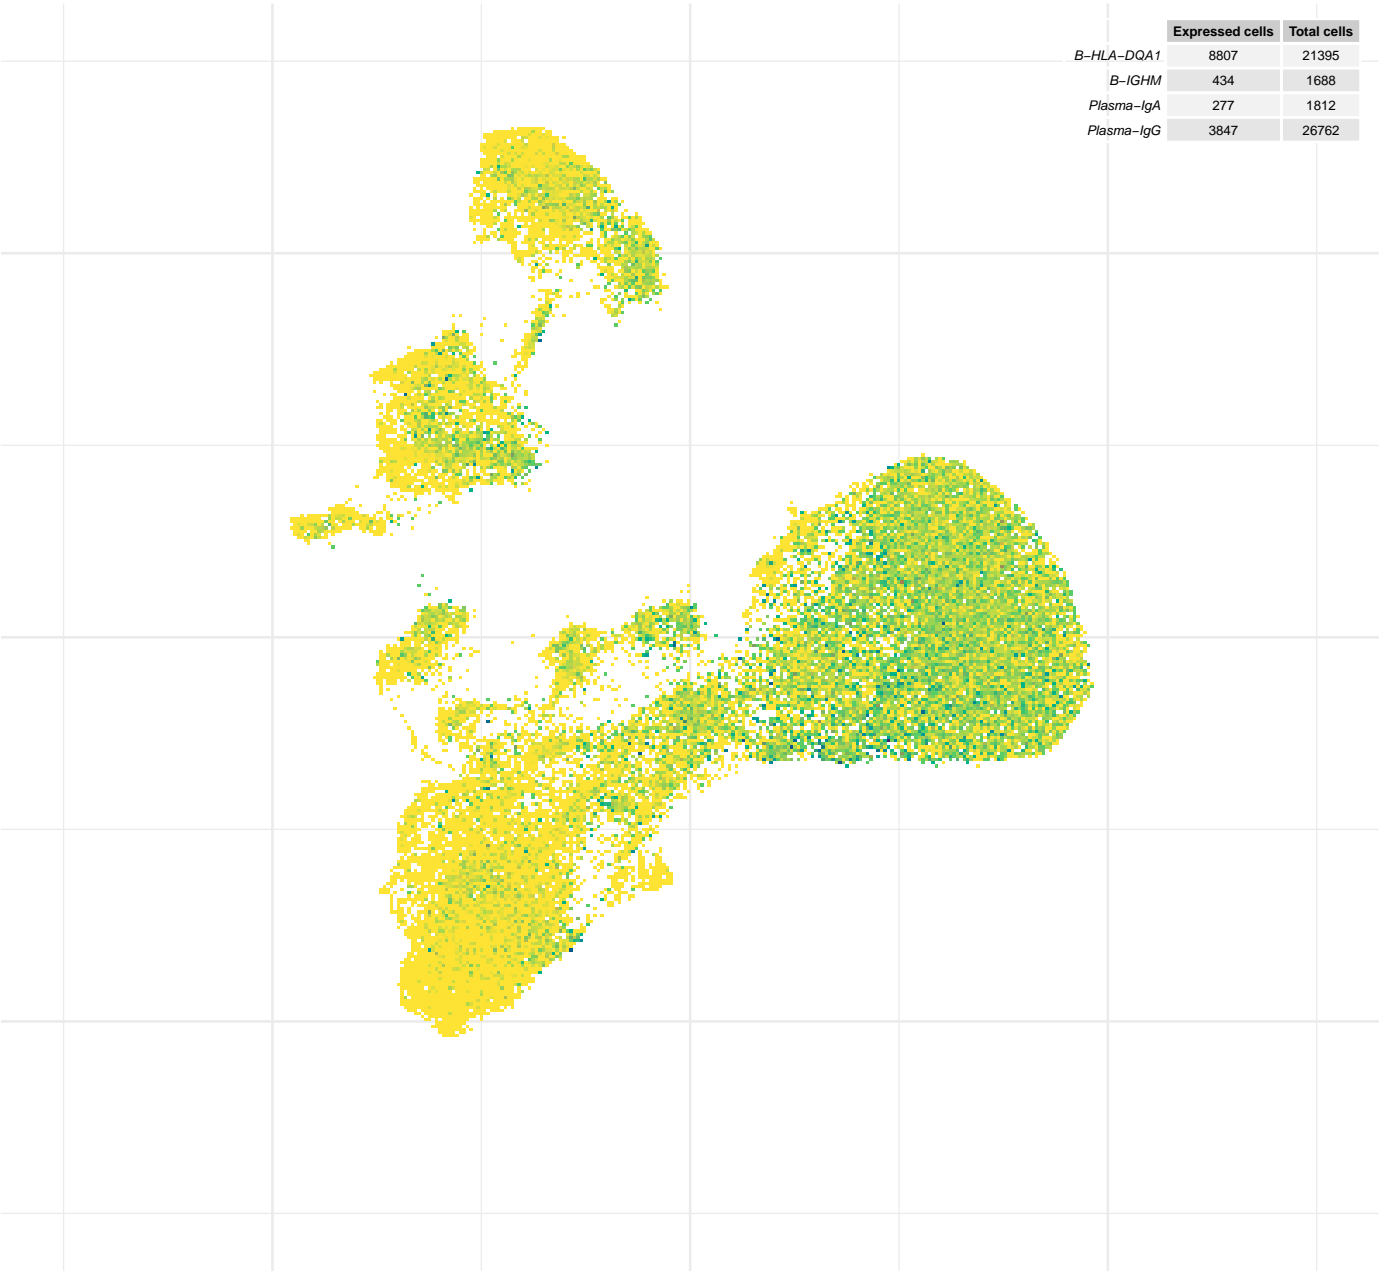 Expressed cells Total cells
B−HLA−DQA1 8807 21395
B−IGHM 434 1688
Plasma−IgA 277 1812
Plasma−IgG 3847 26762